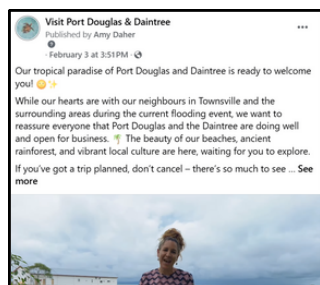 Visit Port Douglas & Daintree
Published by Amy Daher
· February 3 at 3:51PM ·
Our tropical paradise of Port Douglas and Daintree is ready to welcome
you! 😊✨
While our hearts are with our neighbours in Townsville and the
surrounding areas during the current flooding event, we want to
reassure everyone that Port Douglas and the Daintree are doing well
and open for business. 🌴 The beauty of our beaches, ancient
rainforest, and vibrant local culture are here, waiting for you to explore.
If you've got a trip planned, don't cancel – there's so much to see ... See
more